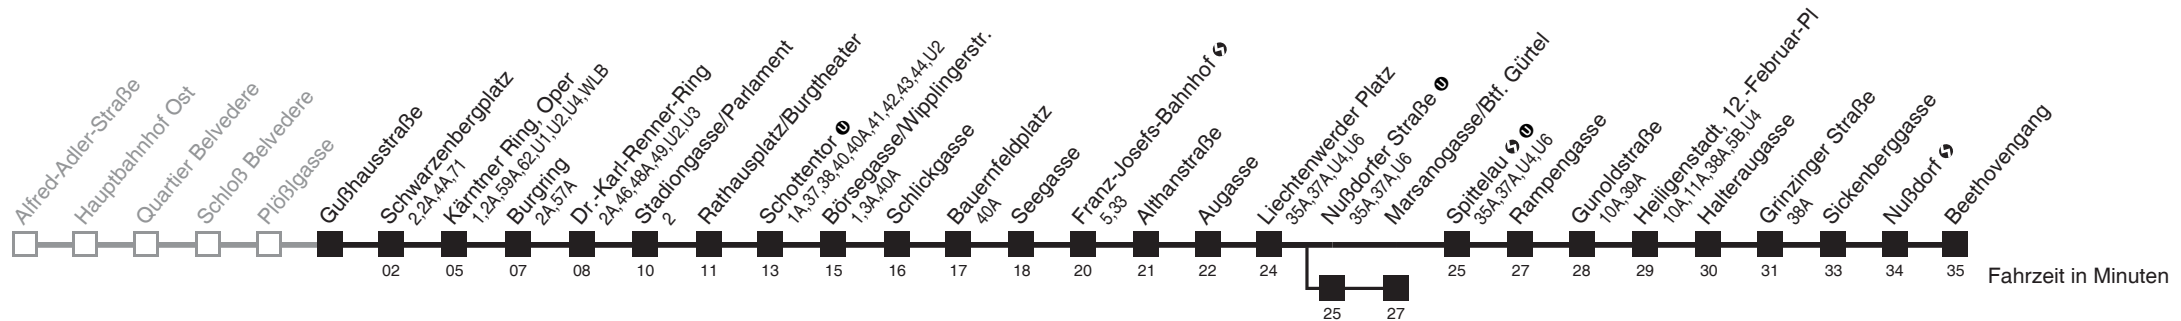 Alfred-Adler-Straße
Hauptbahnhof Ost
Quartier Belvedere
Schloß Belvedere
Plößlgasse
Gußhausstraße
Schwarzenbergplatz
2,2A,4A,71
Kärntner Ring, Oper
1,2A,59A,62,U1,U2,U4,WLB
Burgring
2A,57A
Dr.-Karl-Renner-Ring
2A,46,48A,49,U2,U3
Stadiongasse/Parlament
2
Rathausplatz/Burgtheater
Schottentor U
1A,37,38,40,40A,41,42,43,44,U2
Börsegasse/Wipplingerstr.
1,3A,40A
Schlickgasse
Bauernfeldplatz
40A
Seegasse
Franz-Josefs-Bahnhof S
5,33
Althanstraße
Augasse
Liechtenwerder Platz
35A,37A,U4,U6
Nußdorfer Straße U
35A,37A,U6
Marsanogasse/Btf. Gürtel
Spittelau S U
35A,37A,U4,U6
Rampengasse
Gunoldstraße
10A,39A
Heiligenstadt, 12.-Februar-Pl
10A,11A,38A,5B,U4
Halteraugasse
Grinzinger Straße
38A
Sickenberggasse
Nußdorf S
Beethovengang
02 05 07 08 10 11 13 15 16 17 18 20 21 22 24 25 27 28 29 30 31 33 34 35
Fahrzeit in Minuten
25 27